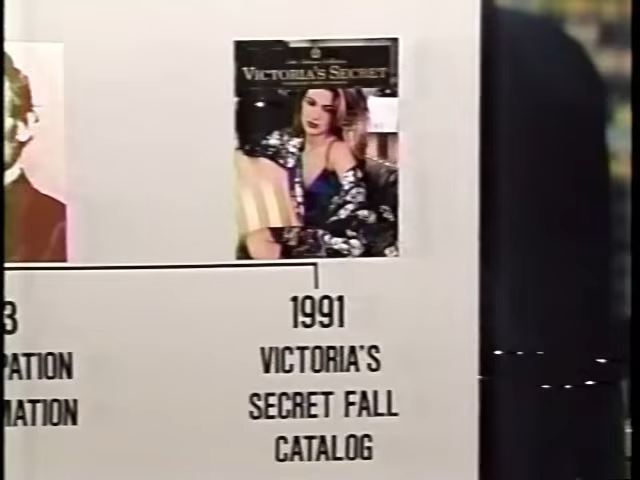 VICTORIA'S SECRET
3
PATION
MATION
1991
VICTORIA'S
SECRET FALL
CATALOG